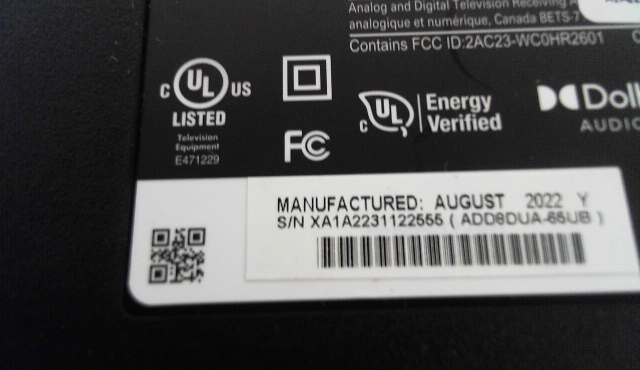 Analog and Digital Television Receiving
analogique et numérique, Canada BETS-7
Contains FCC ID:2AC23-WC0HR2601
C UL US
LISTED
Television
Equipment
E471229
FC
C UL Energy
Verified
Dol
AUDIO
MANUFACTURED: AUGUST 2022 Y
S/N XA1A2231122555 ( ADD8DUA-65UB )